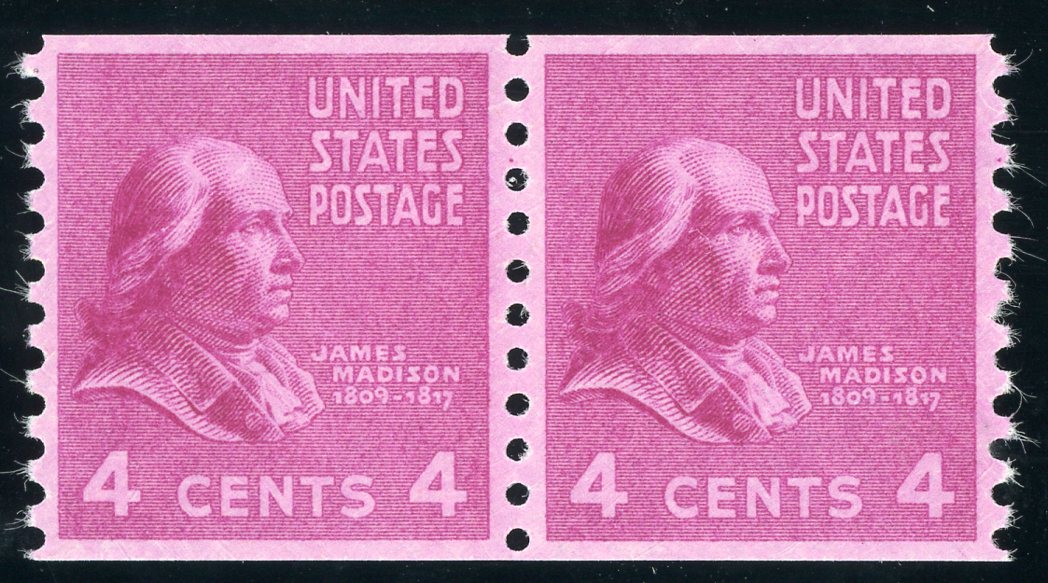 UNITED
STATES
POSTAGE
JAMES
MADISON
1809-1817
4 CENTS 4
UNITED
STATES
POSTAGE
JAMES
MADISON
1809-1817
4 CENTS 4